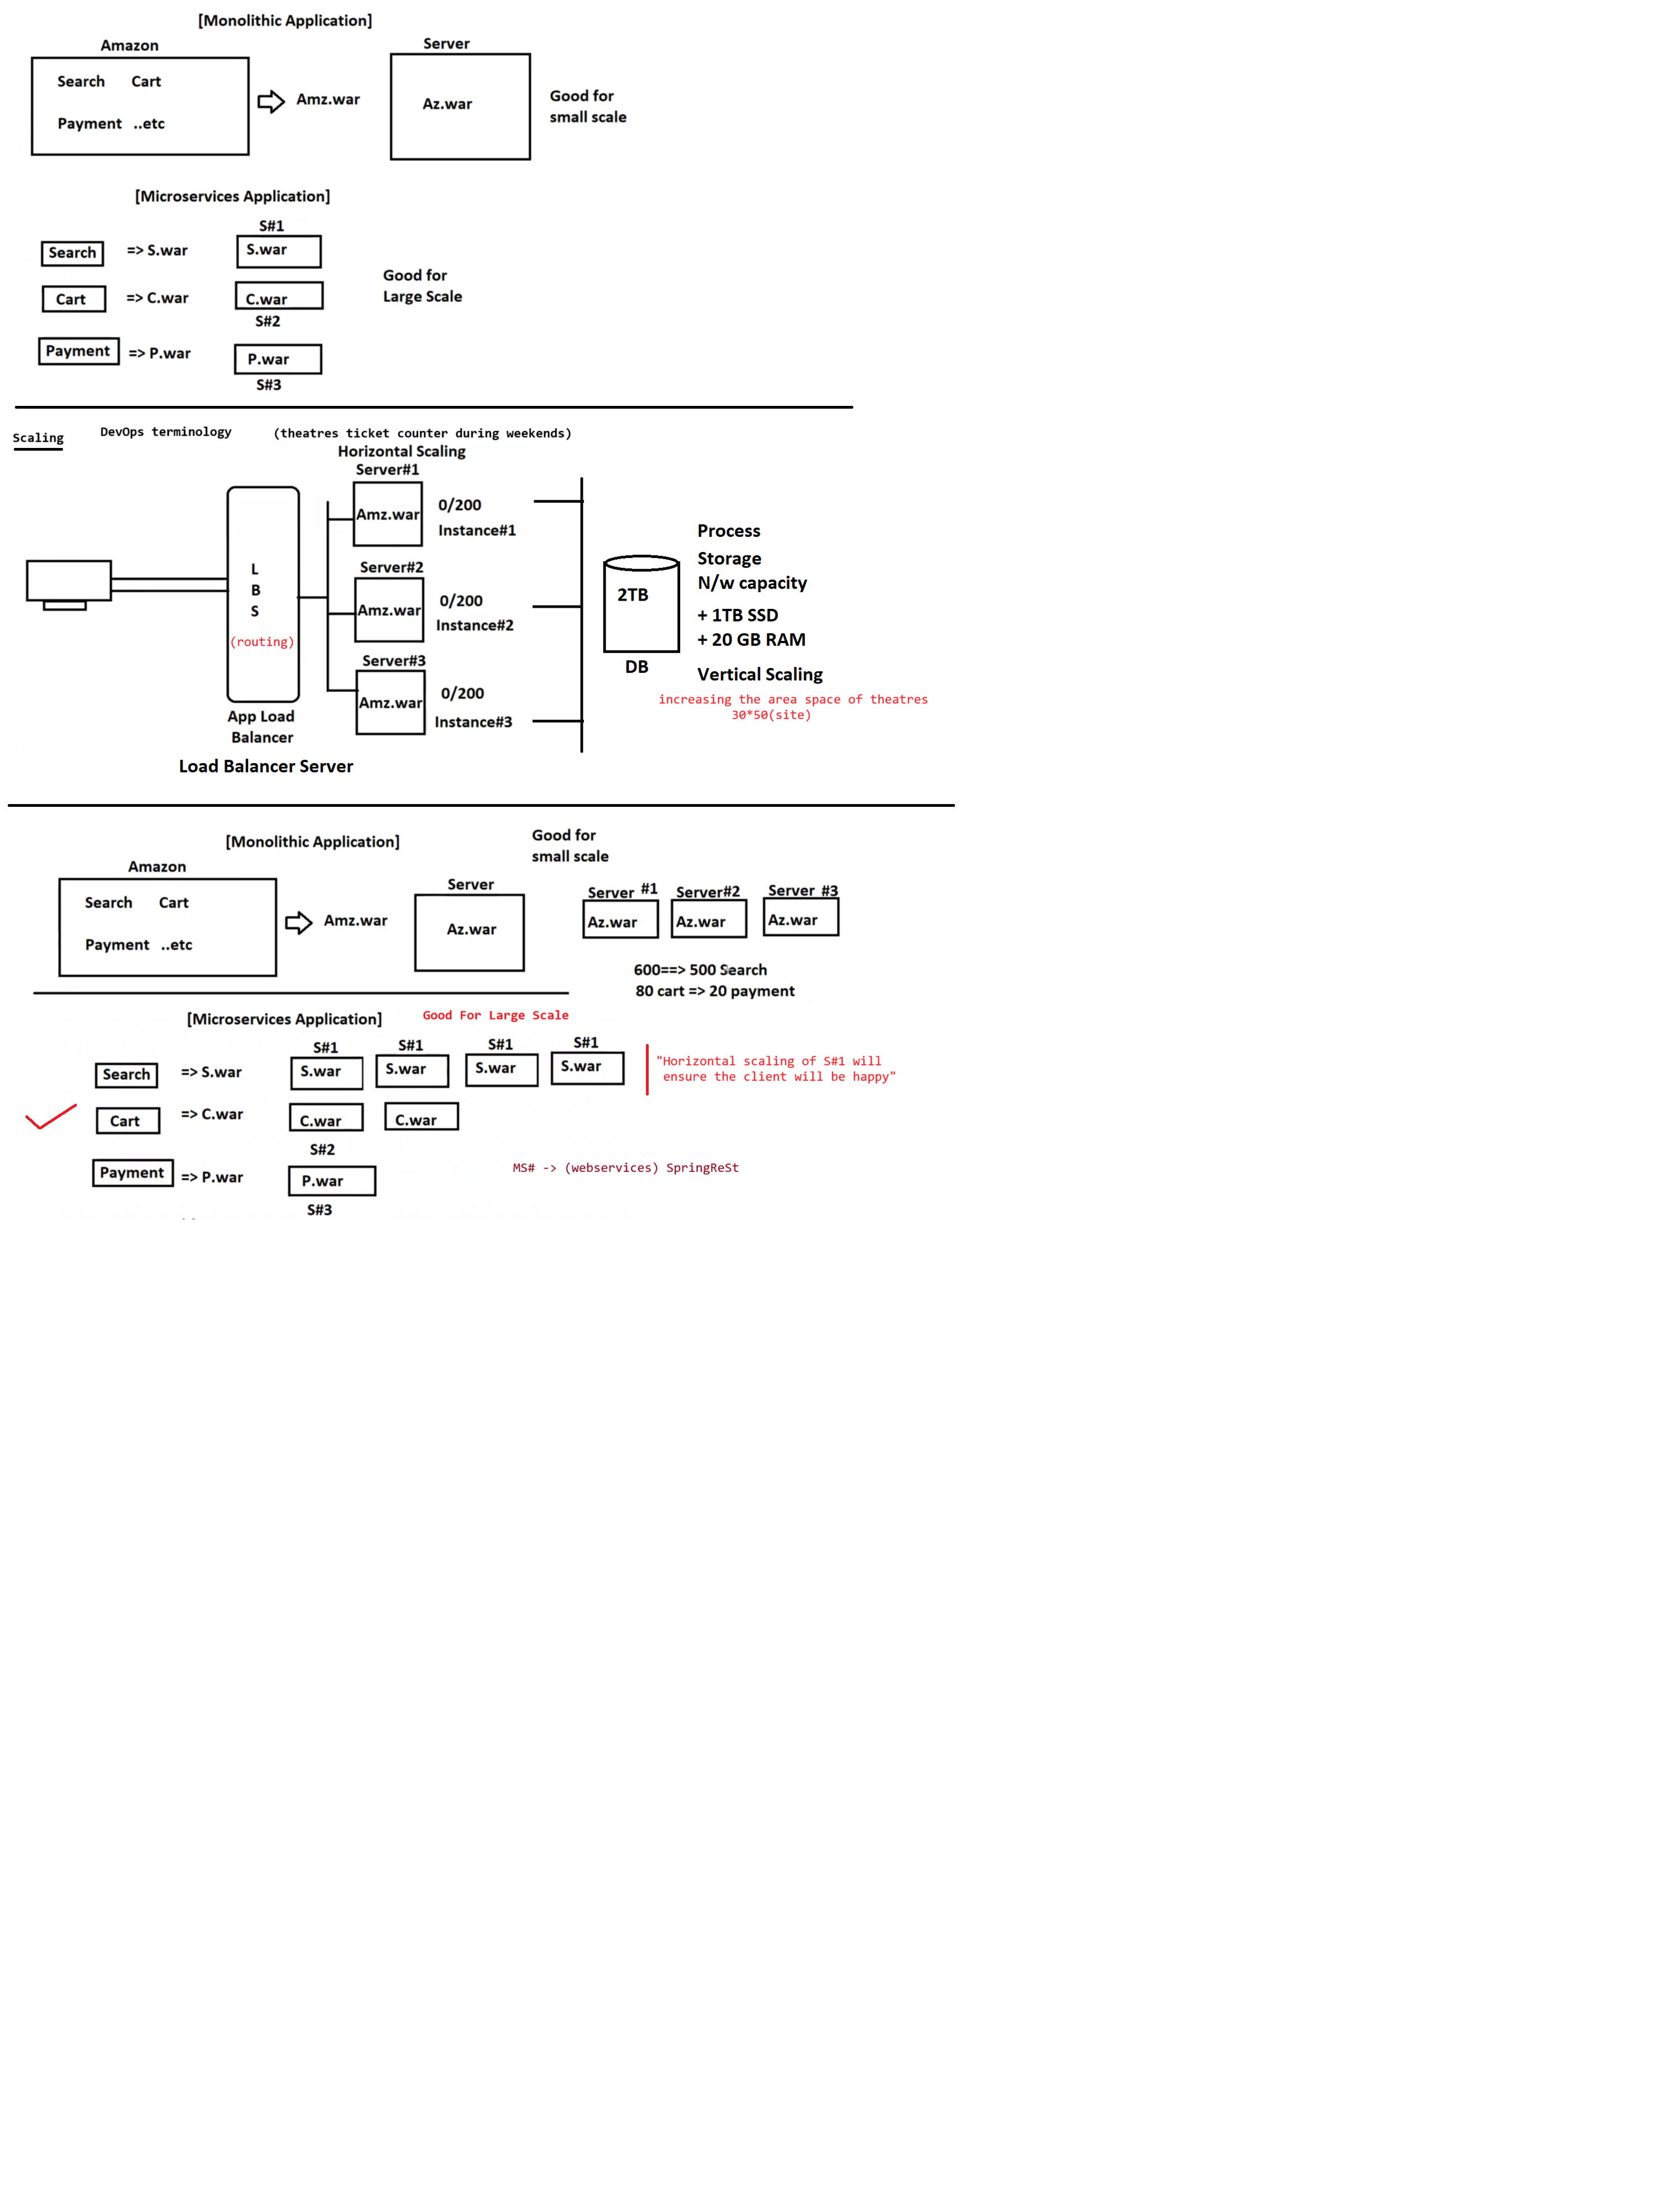 [Monolithic Application]
Amazon
Server
Search Cart
Payment ..etc
Amz.war
Az.war
Good for
small scale
[Microservices Application]
S#1
Search => S.war S.war
Good for
Large Scale
Cart => C.war C.war
S#2
Payment => P.war P.war
S#3
Scaling
DevOps terminology
(theatres ticket counter during weekends)
Horizontal Scaling
Server#1
Amz.war
0/200
Instance#1
Server#2
Amz.war
0/200
Instance#2
Server#3
Amz.war
0/200
Instance#3
L
B
S
(routing)
App Load
Balancer
Load Balancer Server
2TB
DB
Process
Storage
N/w capacity
+ 1TB SSD
+ 20 GB RAM
Vertical Scaling
increasing the area space of theatres
30*50(site)
[Monolithic Application]
Good for
small scale
Amazon
Server
Search Cart
Payment ..etc
Amz.war
Az.war
Server #1 Server#2 Server #3
Az.war Az.war Az.war
600==> 500 Search
80 cart => 20 payment
[Microservices Application]
Good For Large Scale
S#1 S#1 S#1 S#1
Search => S.war S.war S.war S.war S.war
"Horizontal scaling of S#1 will
ensure the client will be happy"
Cart => C.war C.war C.war
S#2
Payment => P.war P.war
S#3
MS# -> (webservices) SpringReSt